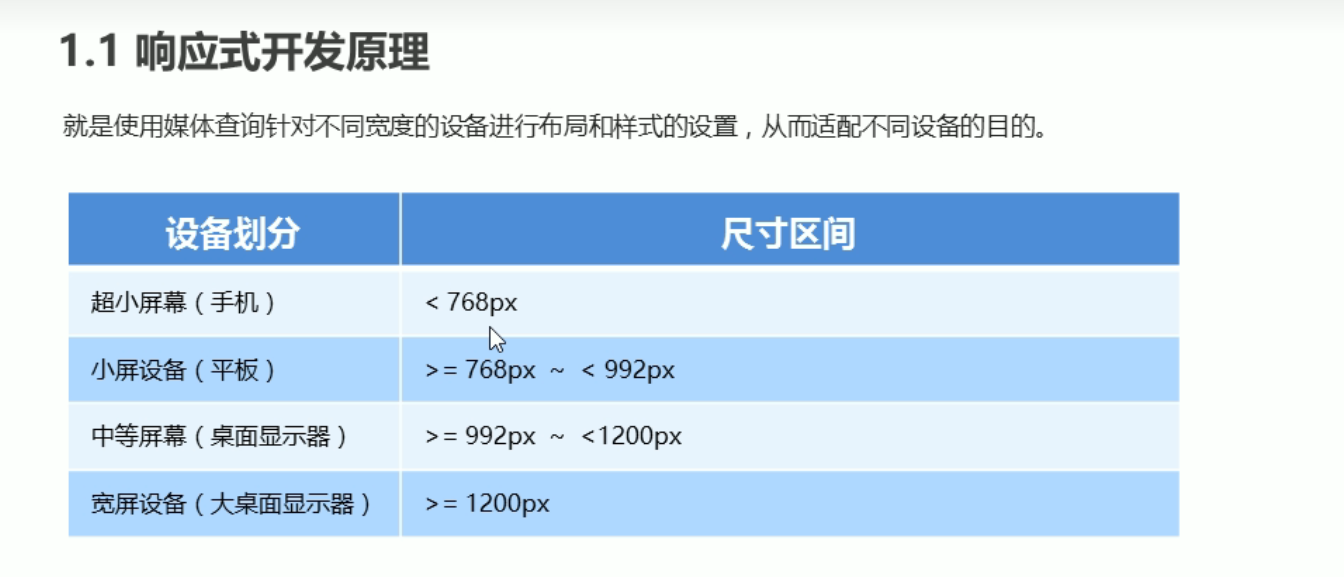 1.1 响应式开发原理
就是使用媒体查询针对不同宽度的设备进行布局和样式的设置，从而适配不同设备的目的。
设备划分 尺寸区间
超小屏幕（手机） < 768px
小屏设备（平板） >= 768px ~ < 992px
中等屏幕（桌面显示器） >= 992px ~ <1200px
宽屏设备（大桌面显示器） >= 1200px